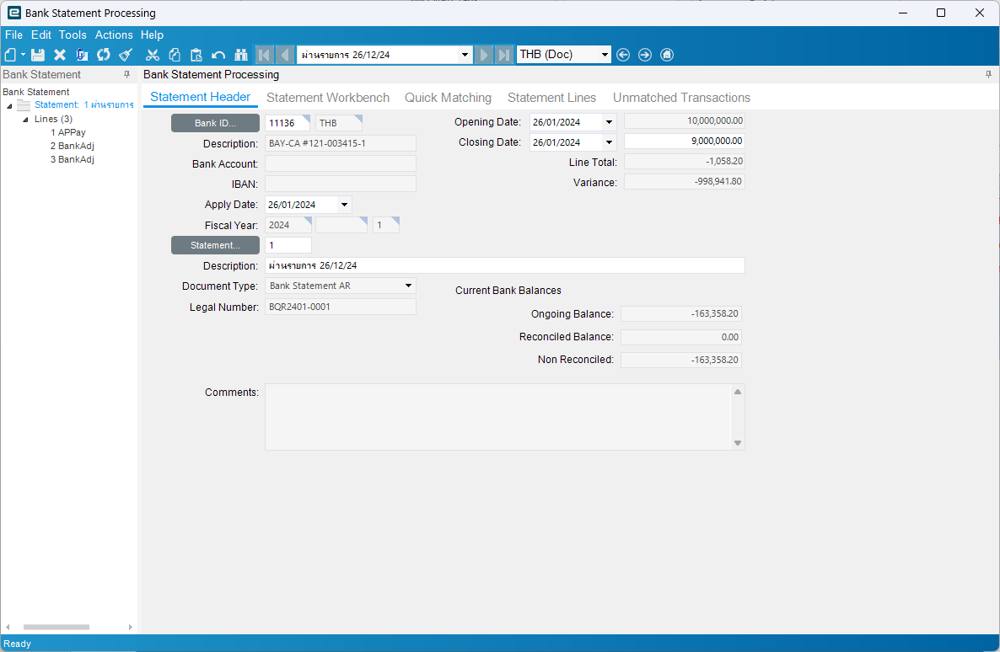 Bank Statement Processing
File Edit Tools Actions Help
ผ่านรายการ 26/12/24 THB (Doc)
Bank Statement
Bank Statement
Statement: 1 ผ่านรายการ
Lines (3)
1 APPay
2 BankAdj
3 BankAdj
Bank Statement Processing
Statement Header Statement Workbench Quick Matching Statement Lines Unmatched Transactions
Bank ID... 11136 THB Opening Date: 26/01/2024 10,000,000.00
Description: BAY-CA #121-003415-1 Closing Date: 26/01/2024 9,000,000.00
Bank Account: Line Total: -1,058.20
IBAN: Variance: -998,941.80
Apply Date: 26/01/2024
Fiscal Year: 2024 1
Statement... 1
Description: ผ่านรายการ 26/12/24
Document Type: Bank Statement AR Current Bank Balances
Legal Number: BQR2401-0001 Ongoing Balance: -163,358.20
Reconciled Balance: 0.00
Non Reconciled: -163,358.20
Comments:
Ready